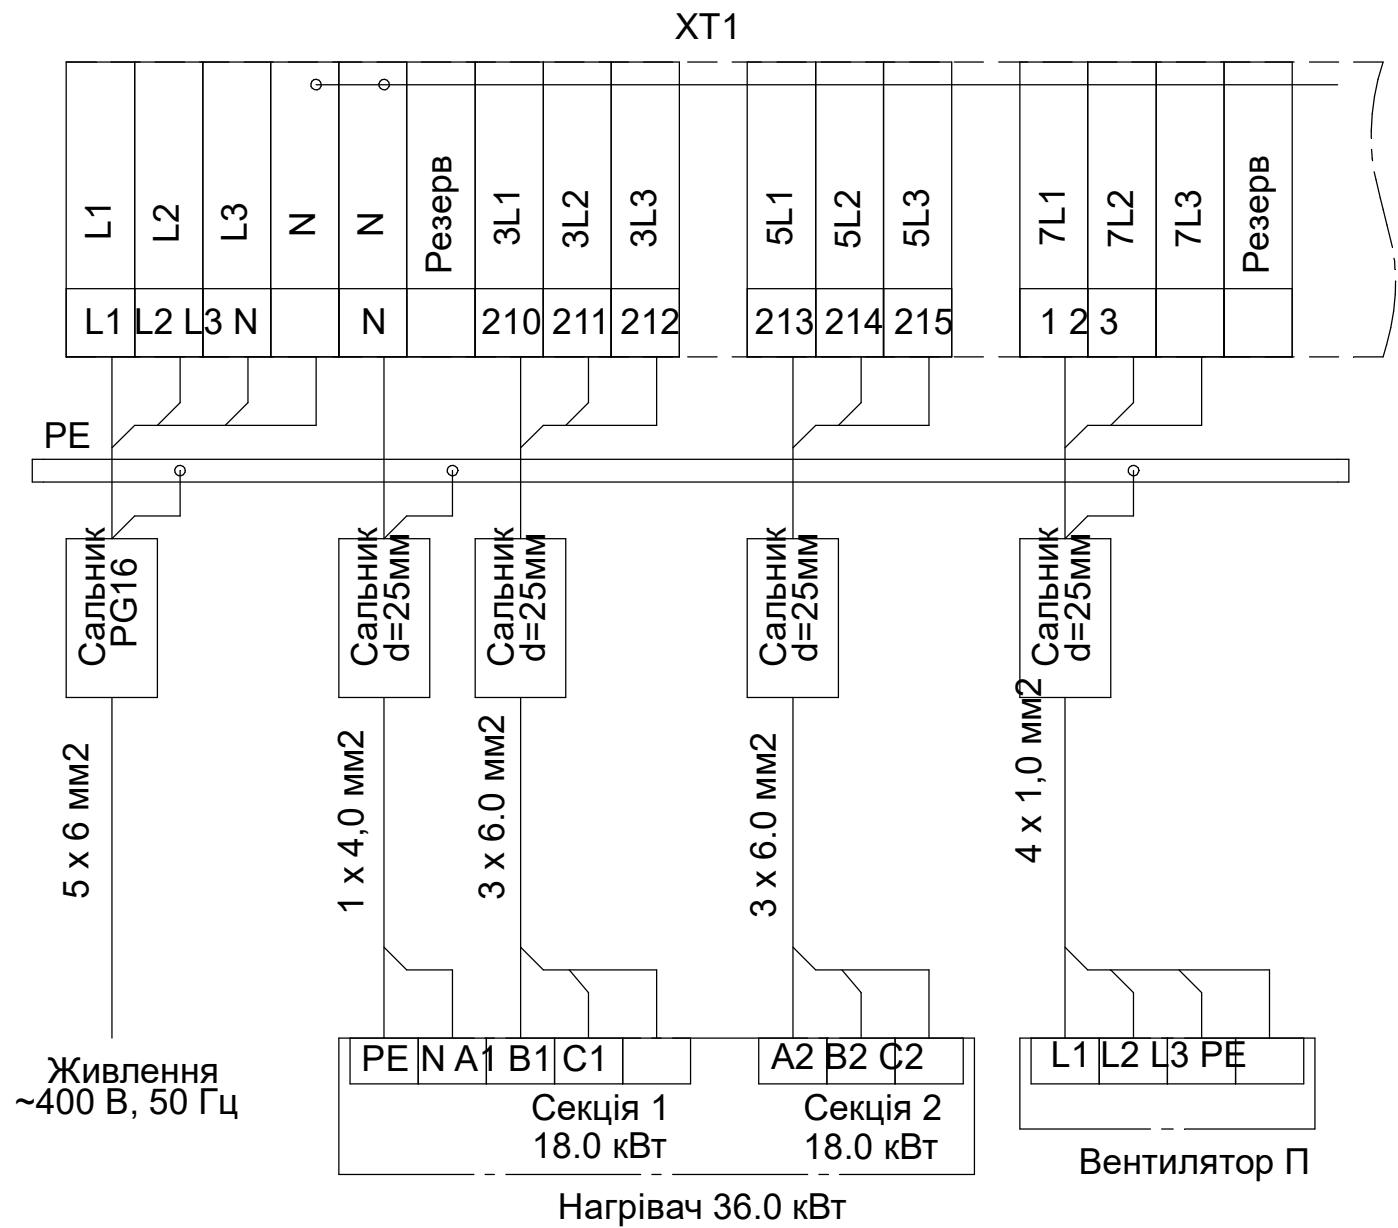 XT1
L1 L2 L3 N N Резерв 3L1 3L2 3L3 5L1 5L2 5L3 7L1 7L2 7L3 Резерв
L1 L2 L3 N N 210 211 212 213 214 215 1 2 3
PE
Сальник
PG16
Сальник
d=25мм
Сальник
d=25мм
Сальник
d=25мм
Сальник
d=25мм
5 x 6 мм2
1 x 4,0 мм2
3 x 6.0 мм2
3 x 6.0 мм2
4 x 1,0 мм2
PE N A1 B1 C1 A2 B2 C2 L1 L2 L3 PE
Живлення
~400 В, 50 Гц
Секція 1
18.0 кВт
Секція 2
18.0 кВт
Вентилятор П
Нагрівач 36.0 кВт